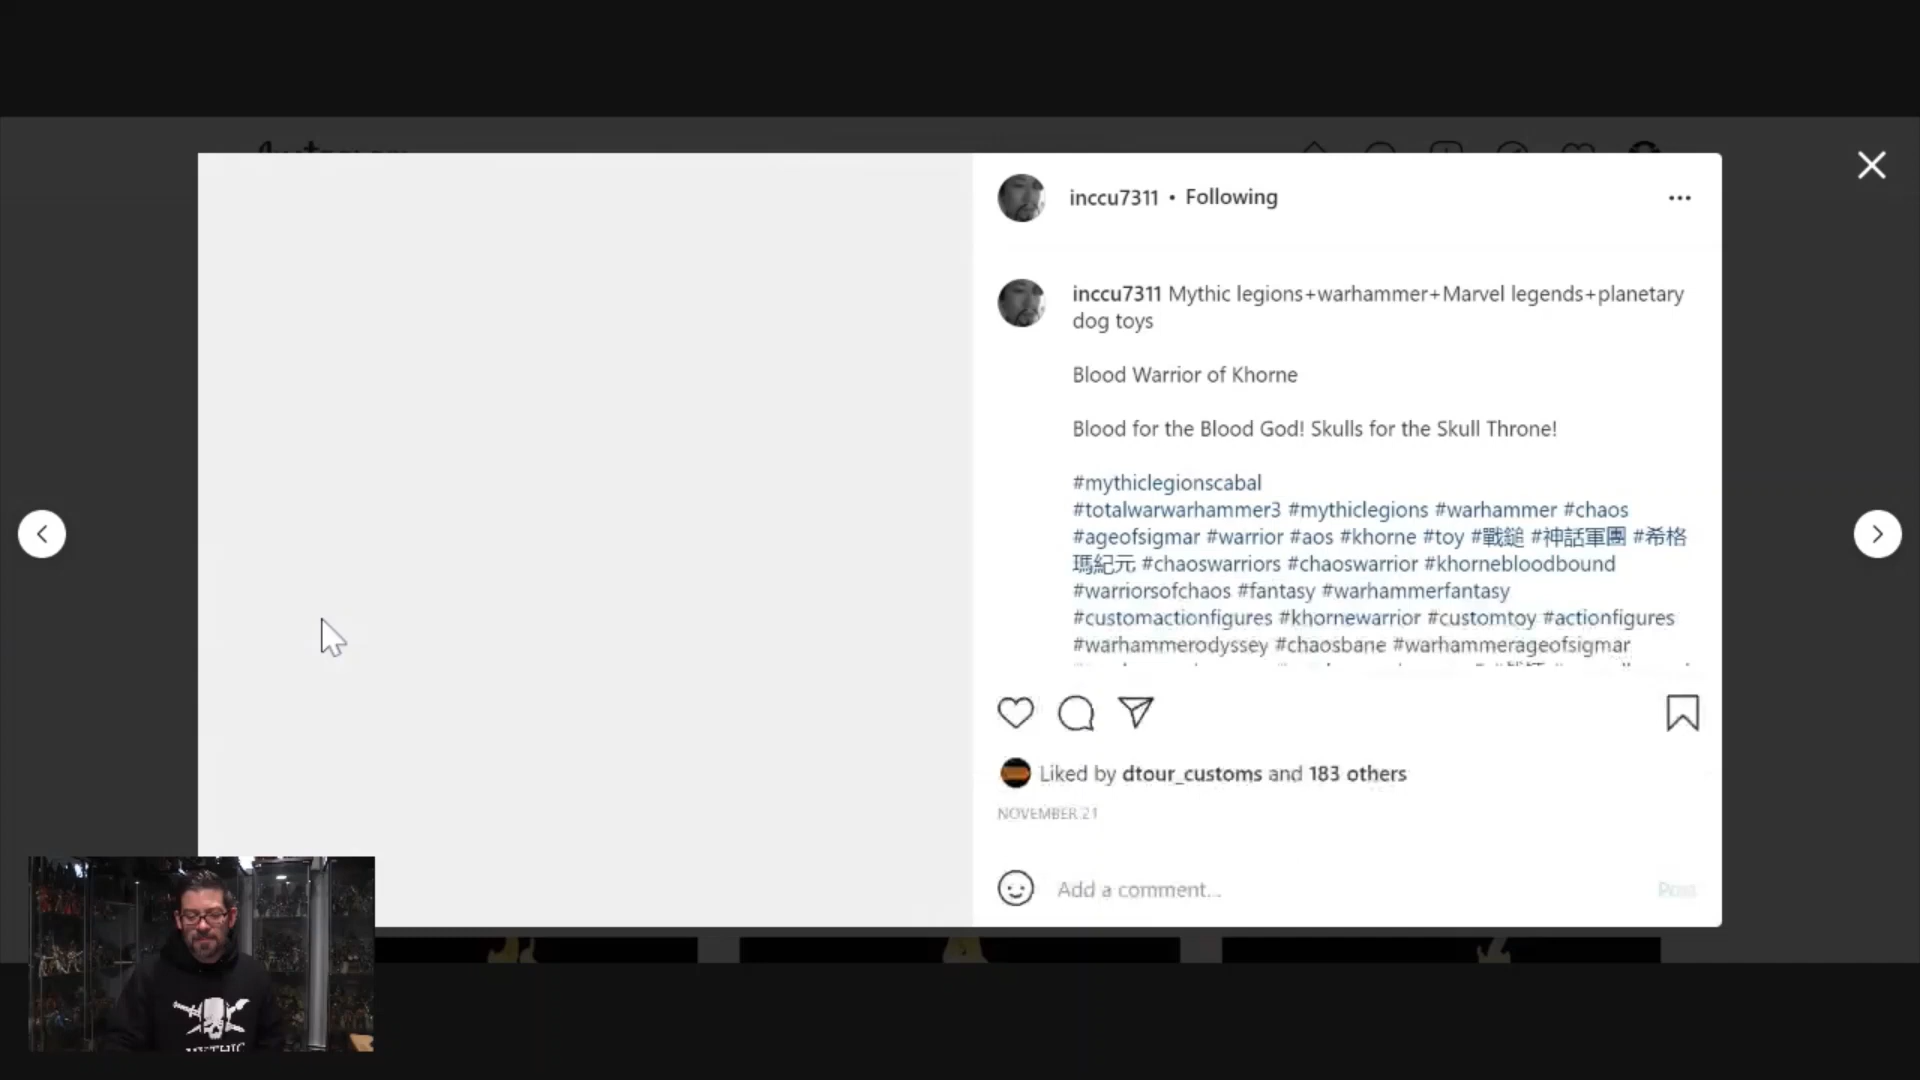 inccu7311 • Following
inccu7311 Mythic legions+warhammer+Marvel legends+planetary
dog toys
Blood Warrior of Khorne
Blood for the Blood God! Skulls for the Skull Throne!
#mythiclegionscabal
#totalwarwarhammer3 #mythiclegions #warhammer #chaos
#ageofsigmar #warrior #aos #khorne #toy #戰鎚 #神話軍團 #希格
瑪紀元 #chaoswarriors #chaoswarrior #khornebloodbound
#warriorsofchaos #fantasy #warhammerfantasy
#customactionfigures #khornewarrior #customtoy #actionfigures
#warhammerodyssey #chaosbane #warhammerageofsigmar
Liked by dtour_customs and 183 others
NOVEMBER 21
Add a comment...
Post
MYTHIC